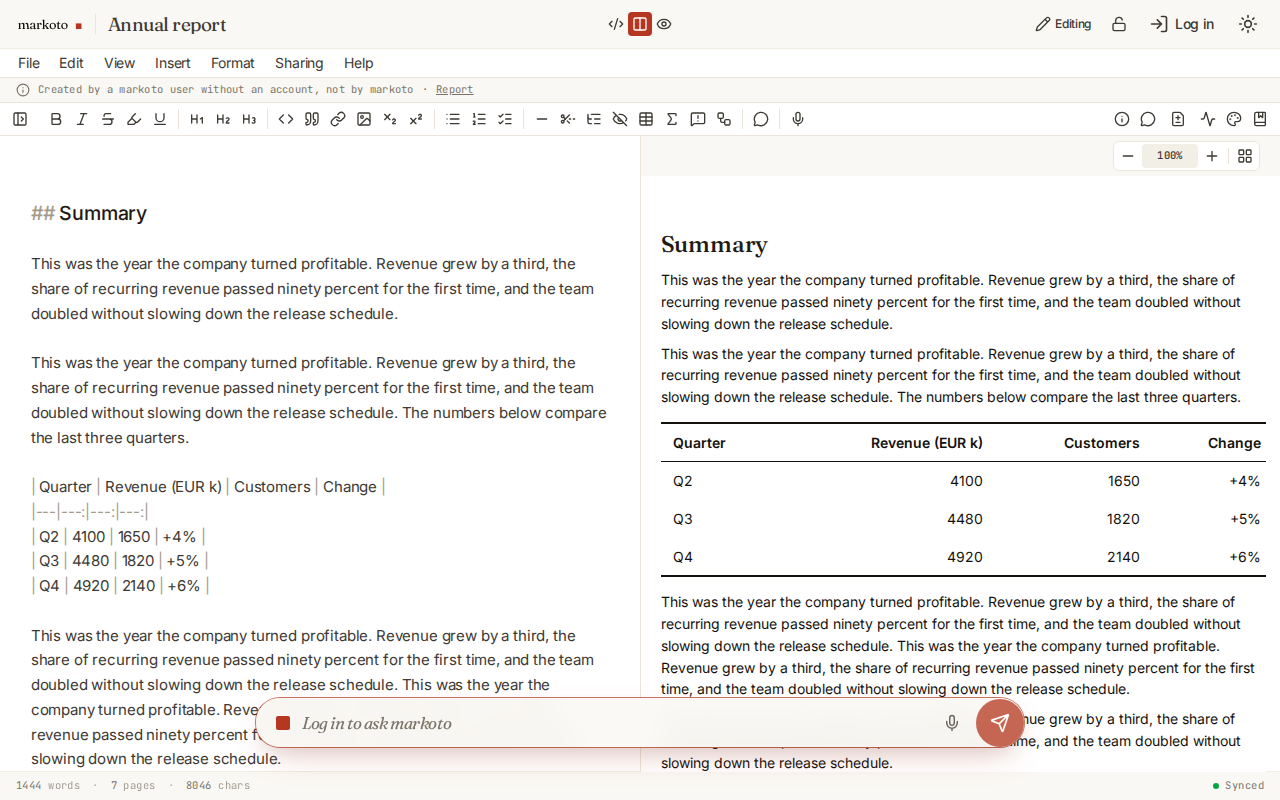 markoto
Annual report
Editing
Log in
File Edit View Insert Format Sharing Help
Created by a markoto user without an account, not by markoto · Report
H1 H2 H3
X2 X2
100%
## Summary
This was the year the company turned profitable. Revenue grew by a third, the
share of recurring revenue passed ninety percent for the first time, and the team
doubled without slowing down the release schedule.
This was the year the company turned profitable. Revenue grew by a third, the
share of recurring revenue passed ninety percent for the first time, and the team
doubled without slowing down the release schedule. The numbers below compare
the last three quarters.
| Quarter | Revenue (EUR k) | Customers | Change |
|---|---:|---:|---:|
| Q2 | 4100 | 1650 | +4% |
| Q3 | 4480 | 1820 | +5% |
| Q4 | 4920 | 2140 | +6% |
This was the year the company turned profitable. Revenue grew by a third, the
share of recurring revenue passed ninety percent for the first time, and the team
doubled without slowing down the release schedule. This was the year the
company turned profitable. Reve
revenue passed ninety percent f
slowing down the release schedule.
Summary
This was the year the company turned profitable. Revenue grew by a third, the share of
recurring revenue passed ninety percent for the first time, and the team doubled without
slowing down the release schedule.
This was the year the company turned profitable. Revenue grew by a third, the share of
recurring revenue passed ninety percent for the first time, and the team doubled without
slowing down the release schedule. The numbers below compare the last three quarters.
Quarter Revenue (EUR k) Customers Change
Q2 4100 1650 +4%
Q3 4480 1820 +5%
Q4 4920 2140 +6%
This was the year the company turned profitable. Revenue grew by a third, the share of
recurring revenue passed ninety percent for the first time, and the team doubled without
slowing down the release schedule. This was the year the company turned profitable.
Revenue grew by a third, the share of recurring revenue passed ninety percent for the first
time, and the team doubled without slowing down the release schedule.
nue grew by a third, the share of
me, and the team doubled without
slowing down the release schedule.
Log in to ask markoto
1444 words · 7 pages · 8046 chars
Synced